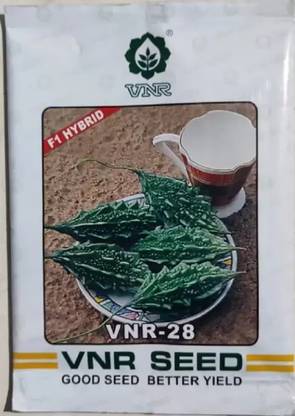 ®
VNR
F1 HYBRID
VNR-28
VNR SEED
GOOD SEED BETTER YIELD